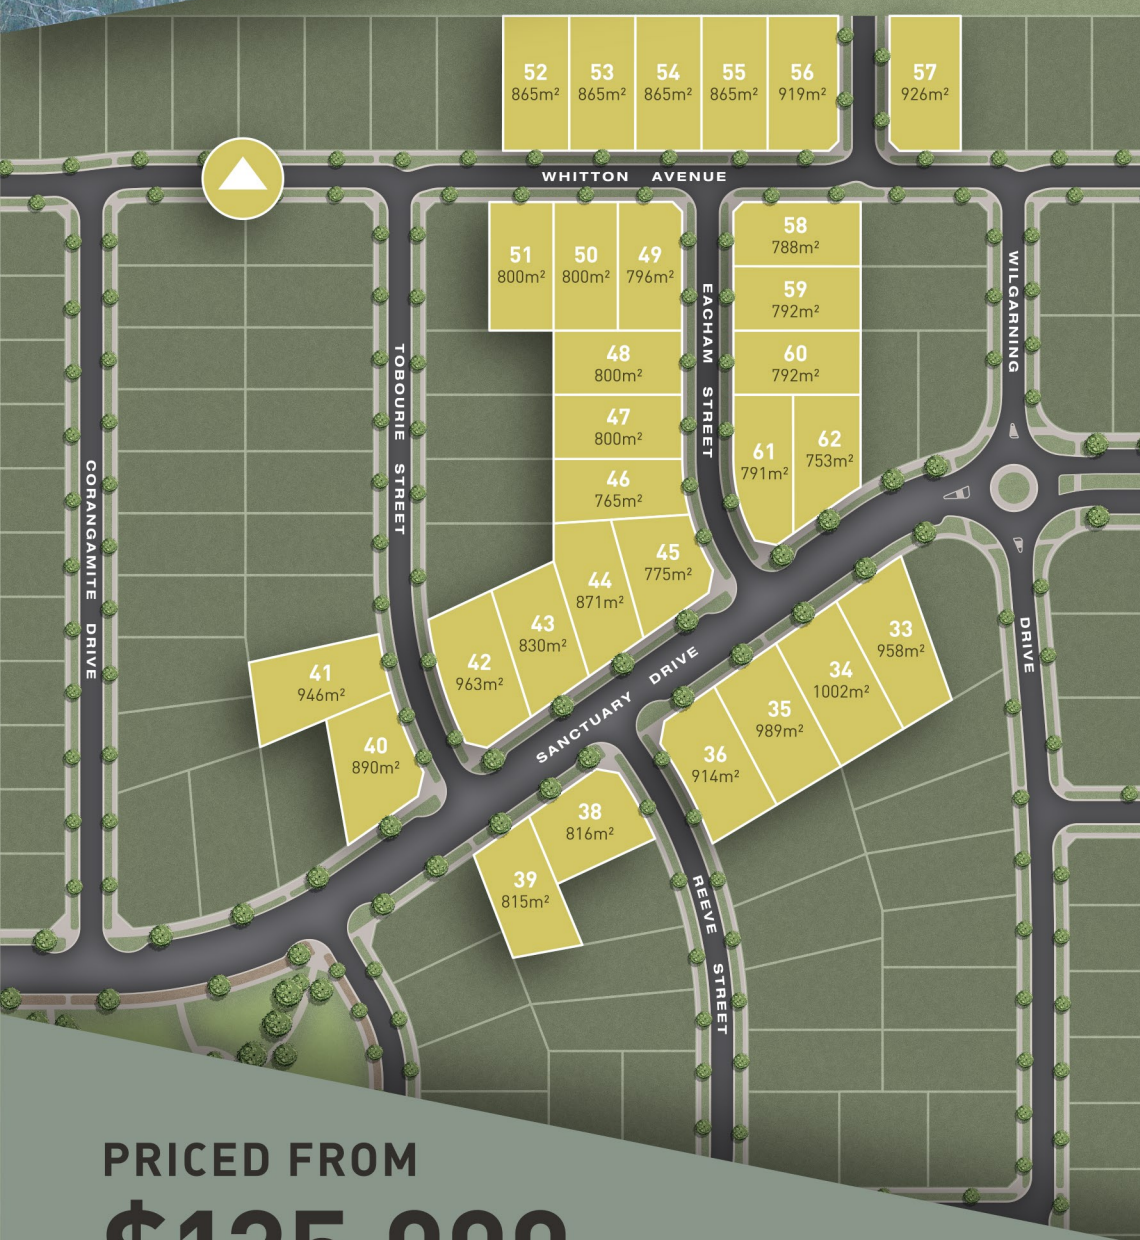 52
865m²
53
865m²
54
865m²
55
865m²
56
919m²
57
926m²
WHITTON AVENUE
51
800m²
50
800m²
49
796m²
58
788m²
59
792m²
60
792m²
61
791m²
62
753m²
48
800m²
47
800m²
46
765m²
45
775m²
44
871m²
43
830m²
42
963m²
41
946m²
40
890m²
EACHAM STREET
WILGARNING DRIVE
TOBOURIE STREET
CORANGAMITE DRIVE
SANCTUARY DRIVE
33
958m²
34
1002m²
35
989m²
36
914m²
38
816m²
39
815m²
REEVE STREET
PRICED FROM